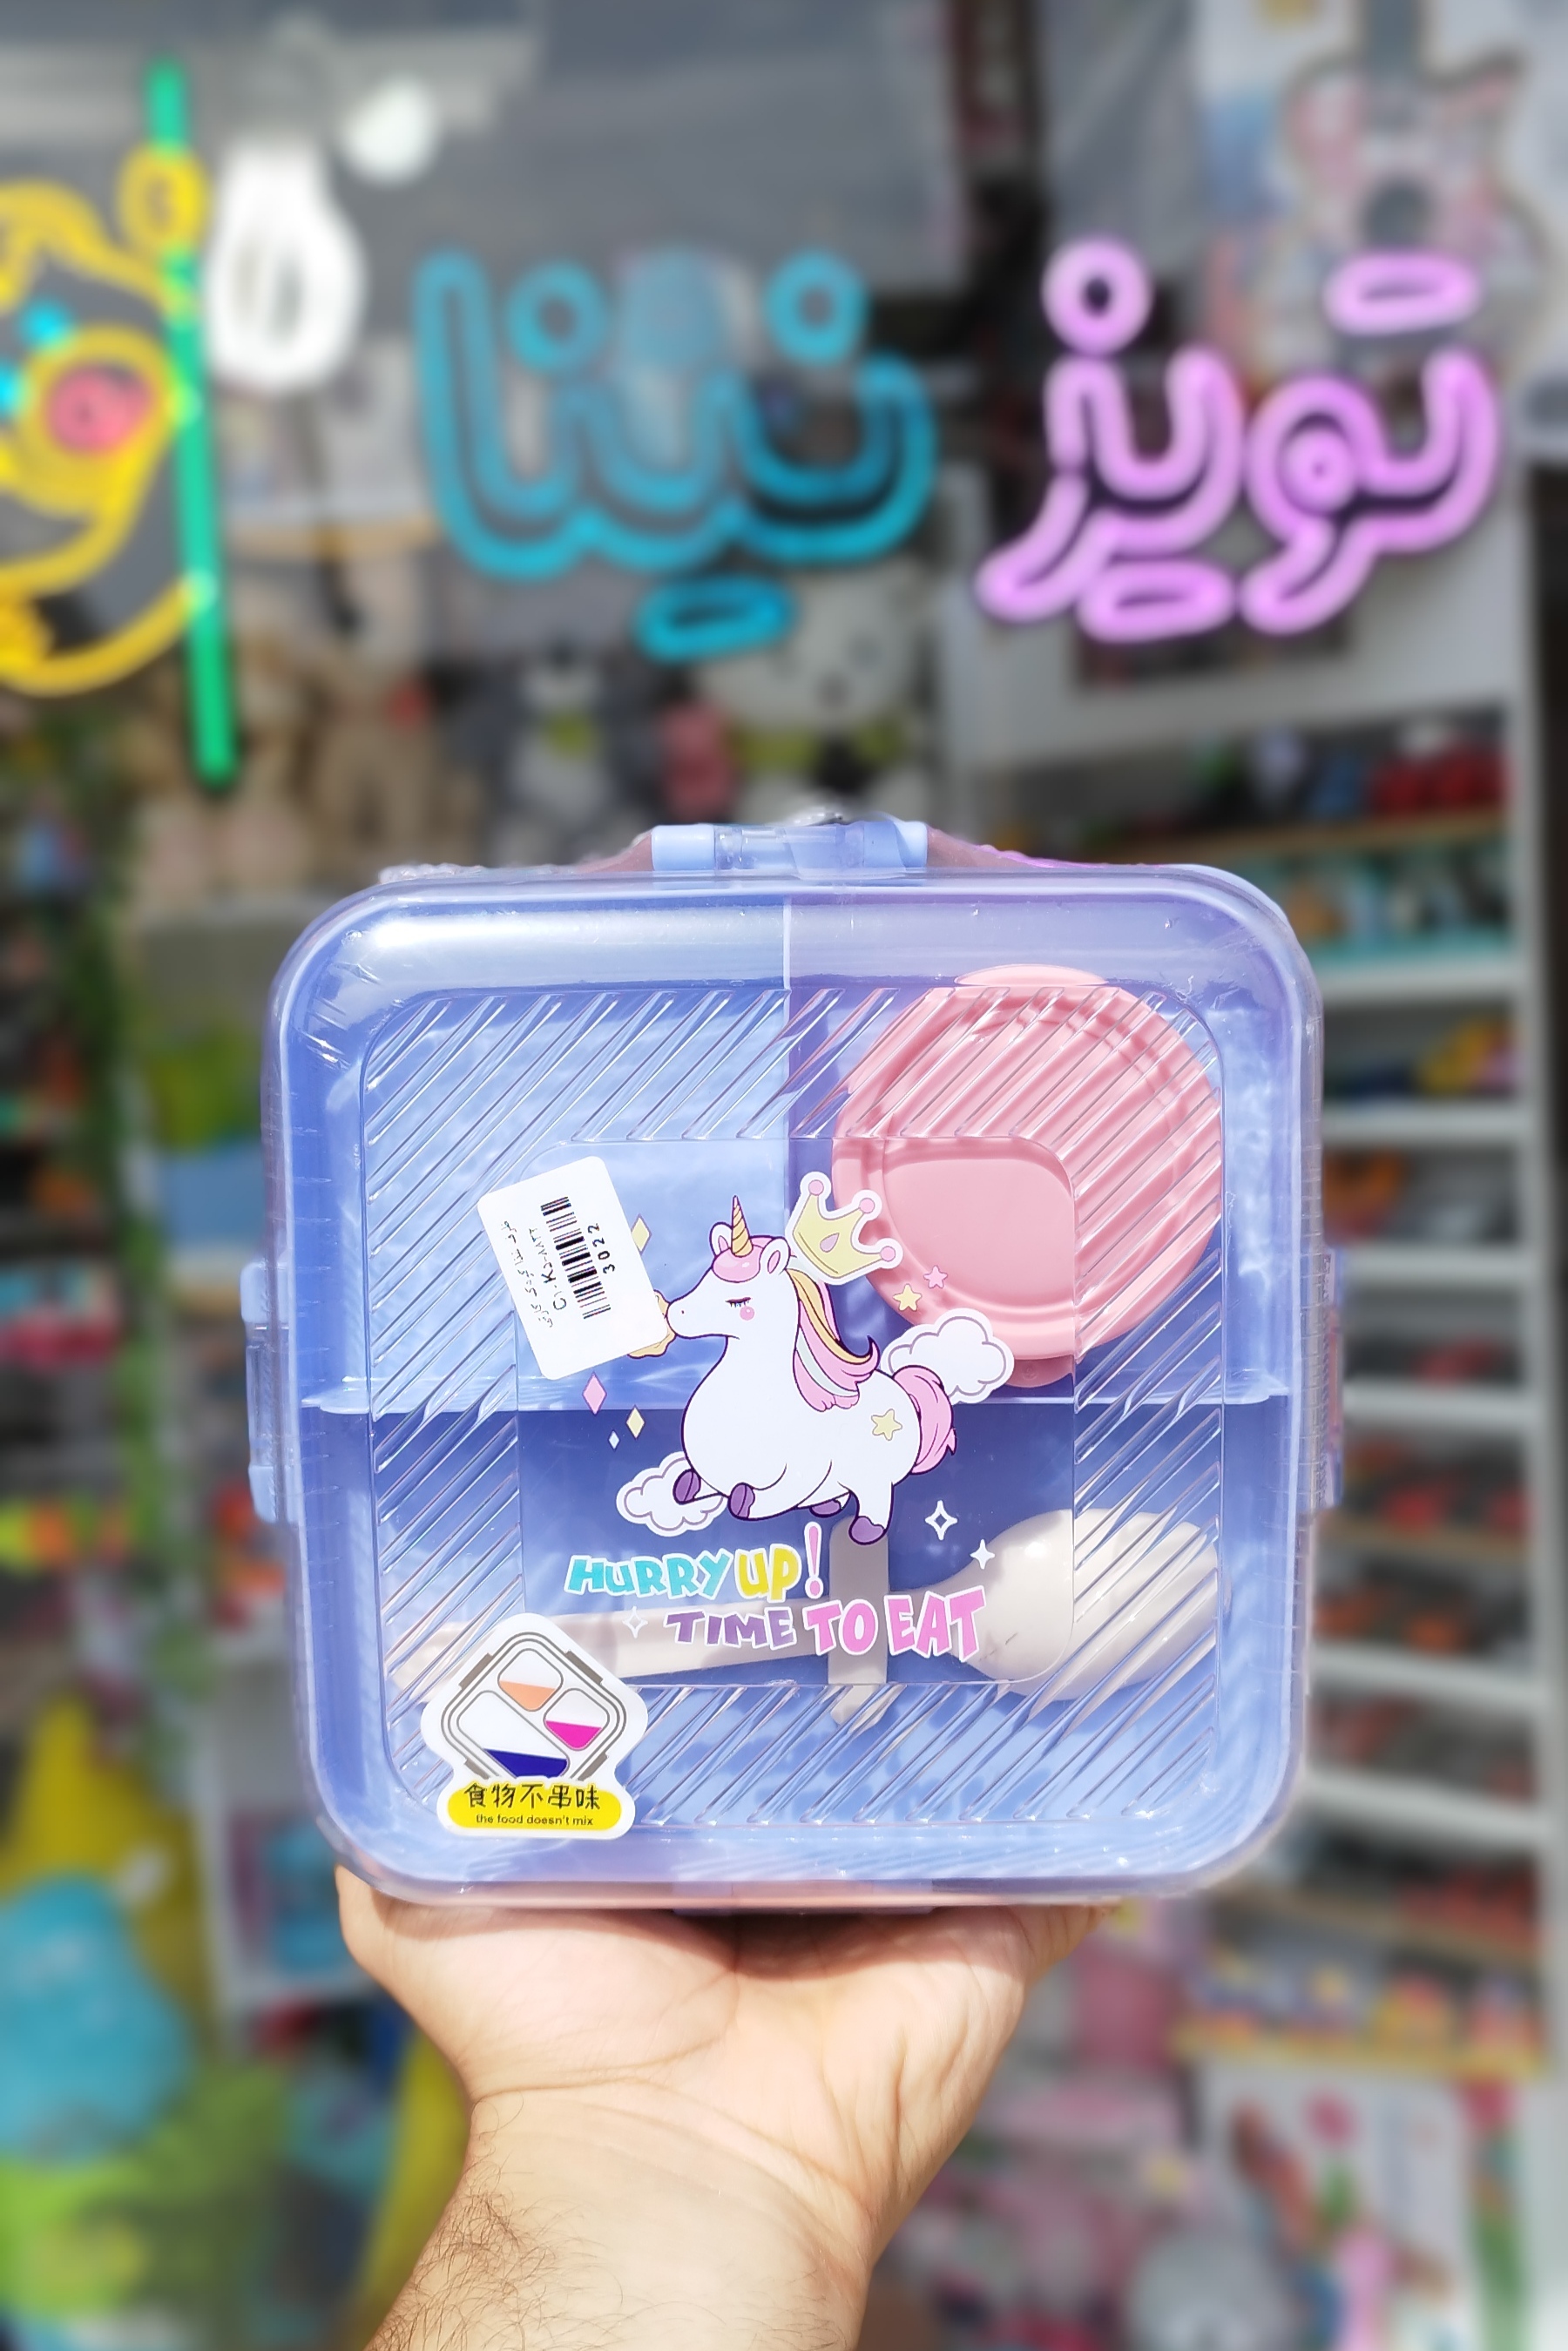 تویز نینا
3022
HURRY UP!
TIME TO EAT
食物不串味
the food doesn't mix